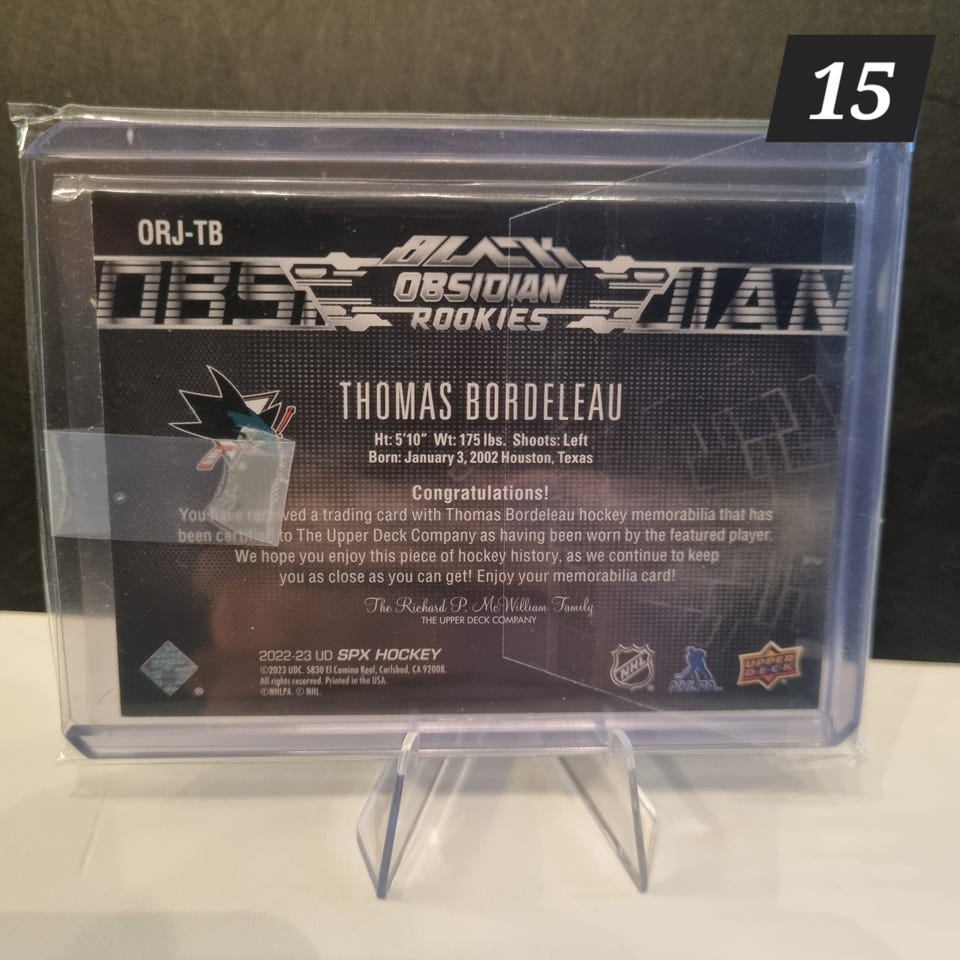 15
ORJ-TB
BLACK
OBSIDIAN
OBSIDIAN
ROOKIES
THOMAS BORDELEAU
Ht: 5'10" Wt: 175 lbs. Shoots: Left
Born: January 3, 2002 Houston, Texas
Congratulations!
You have received a trading card with Thomas Bordeleau hockey memorabilia that has
been certified to The Upper Deck Company as having been worn by the featured player.
We hope you enjoy this piece of hockey history, as we continue to keep
you as close as you can get! Enjoy your memorabilia card!
The Richard P. McWilliam Family
THE UPPER DECK COMPANY
2022-23 UD SPX HOCKEY
©2023 UDC. 5830 El Camino Real, Carlsbad, CA 92008.
All rights reserved. Printed in the USA.
©NHLPA. © NHL.
®
NHL
NHLPA
UPPER
DECK